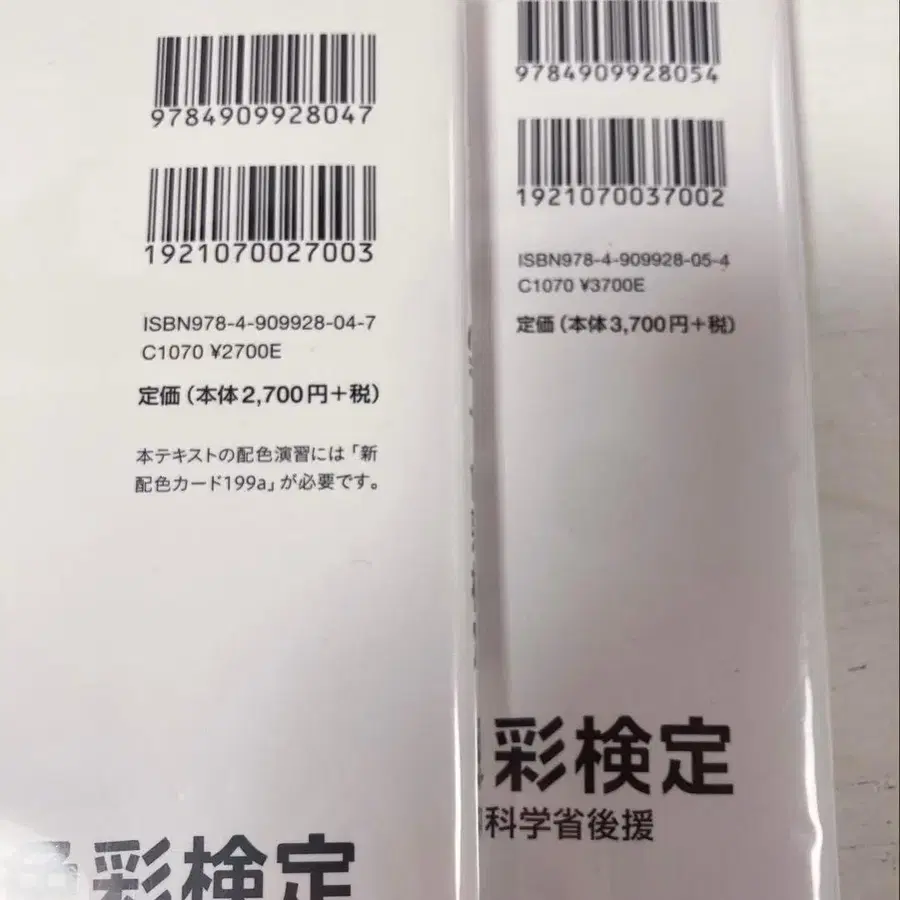 9784909928047
1921070027003
ISBN978-4-909928-04-7
C1070 ¥2700E
定価（本体2,700円＋税）
本テキストの配色演習には「新
配色カード199a」が必要です。
色彩検定
9784909928054
1921070037002
ISBN978-4-909928-05-4
C1070 ¥3700E
定価（本体3,700円＋税）
彩検定
科学省後援